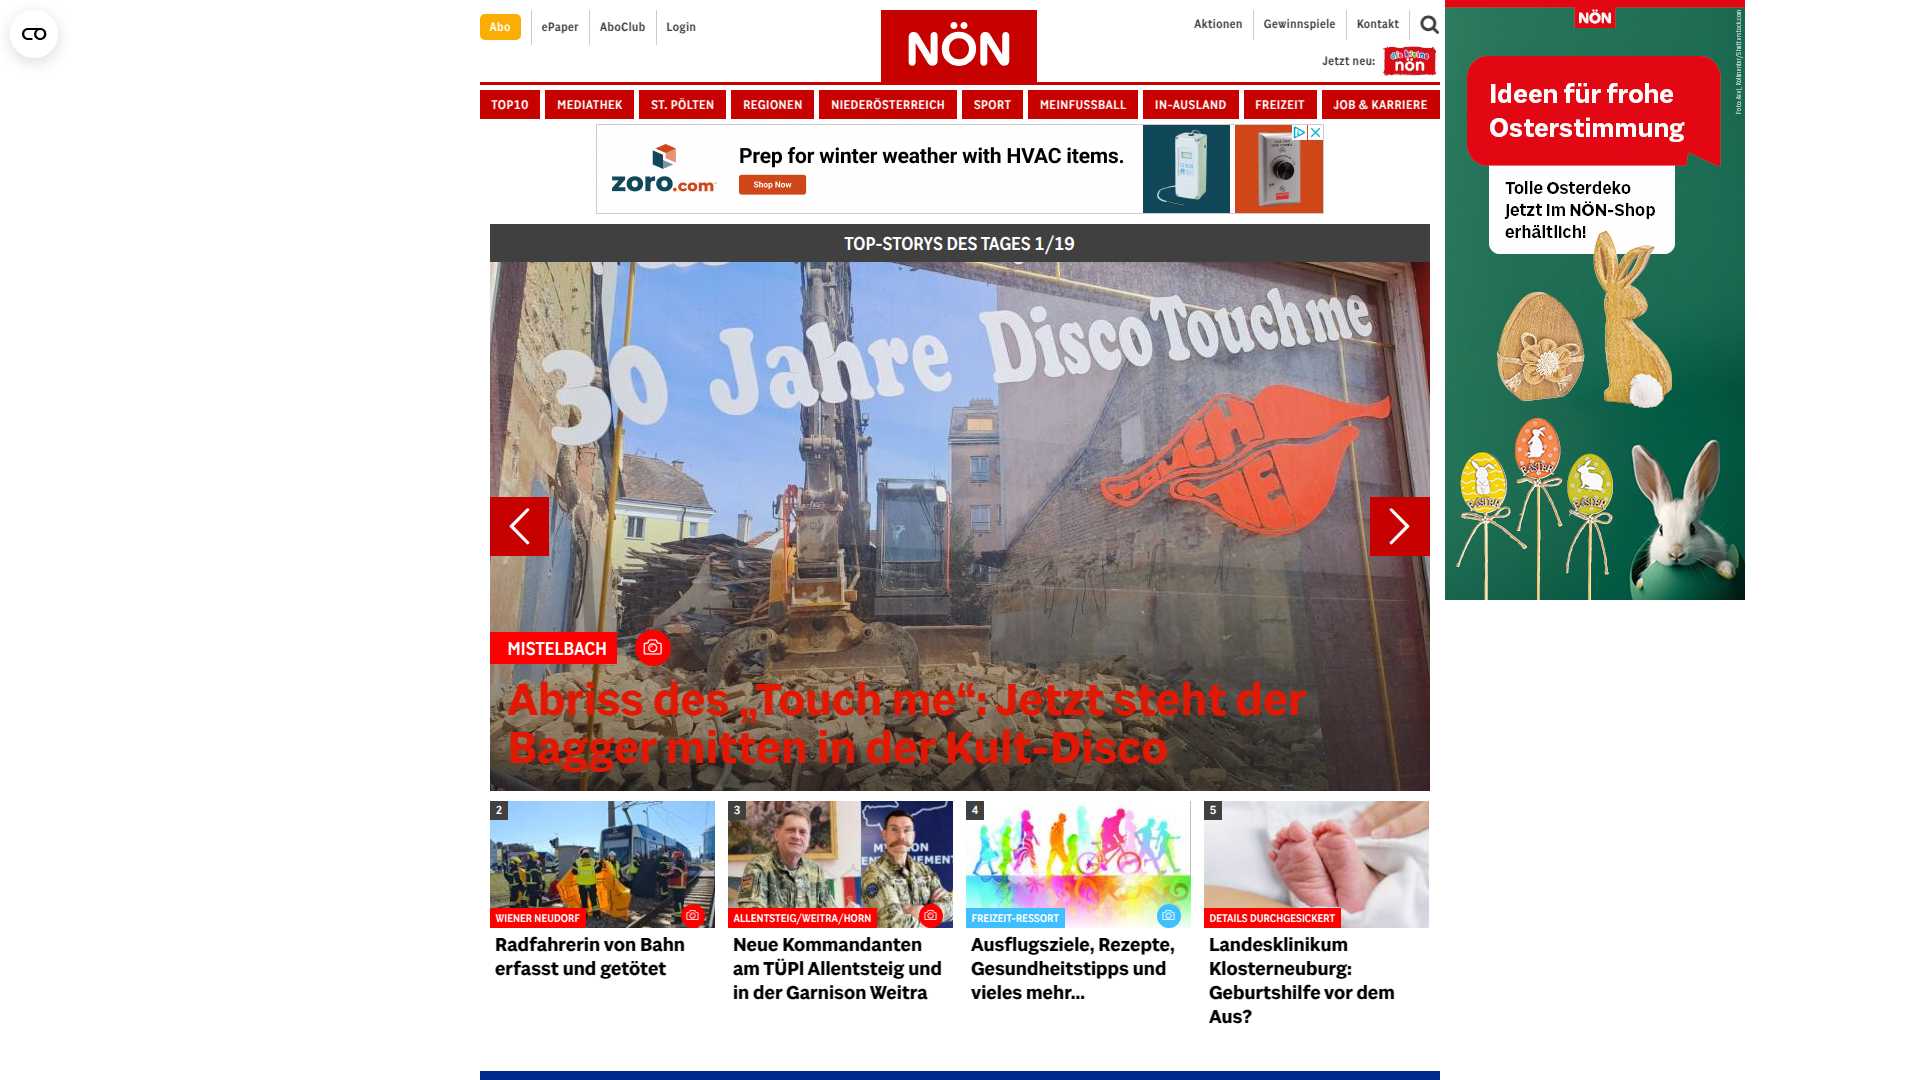 Abo
ePaper
AboClub
Login
NÖN
Aktionen
Gewinnspiele
Kontakt
Jetzt neu:
die kleine
nön
TOP10
MEDIATHEK
ST. PÖLTEN
REGIONEN
NIEDERÖSTERREICH
SPORT
MEINFUSSBALL
IN-AUSLAND
FREIZEIT
JOB & KARRIERE
zoro.com
Prep for winter weather with HVAC items.
Shop Now
TOP-STORYS DES TAGES 1/19
30 Jahre Disco Touchme
TOUCH
ME
MISTELBACH
Abriss des „Touch me“: Jetzt steht der
Bagger mitten in der Kult-Disco
2
WIENER NEUDORF
Radfahrerin von Bahn
erfasst und getötet
3
ALLENTSTEIG/WEITRA/HORN
Neue Kommandanten
am TÜPl Allentsteig und
in der Garnison Weitra
4
FREIZEIT-RESSORT
Ausflugsziele, Rezepte,
Gesundheitstipps und
vieles mehr...
5
DETAILS DURCHGESICKERT
Landesklinikum
Klosterneuburg:
Geburtshilfe vor dem
Aus?
NÖN
Ideen für frohe
Osterstimmung
Tolle Osterdeko
jetzt im NÖN-Shop
erhältlich!
EASTER
EASTER
EASTER